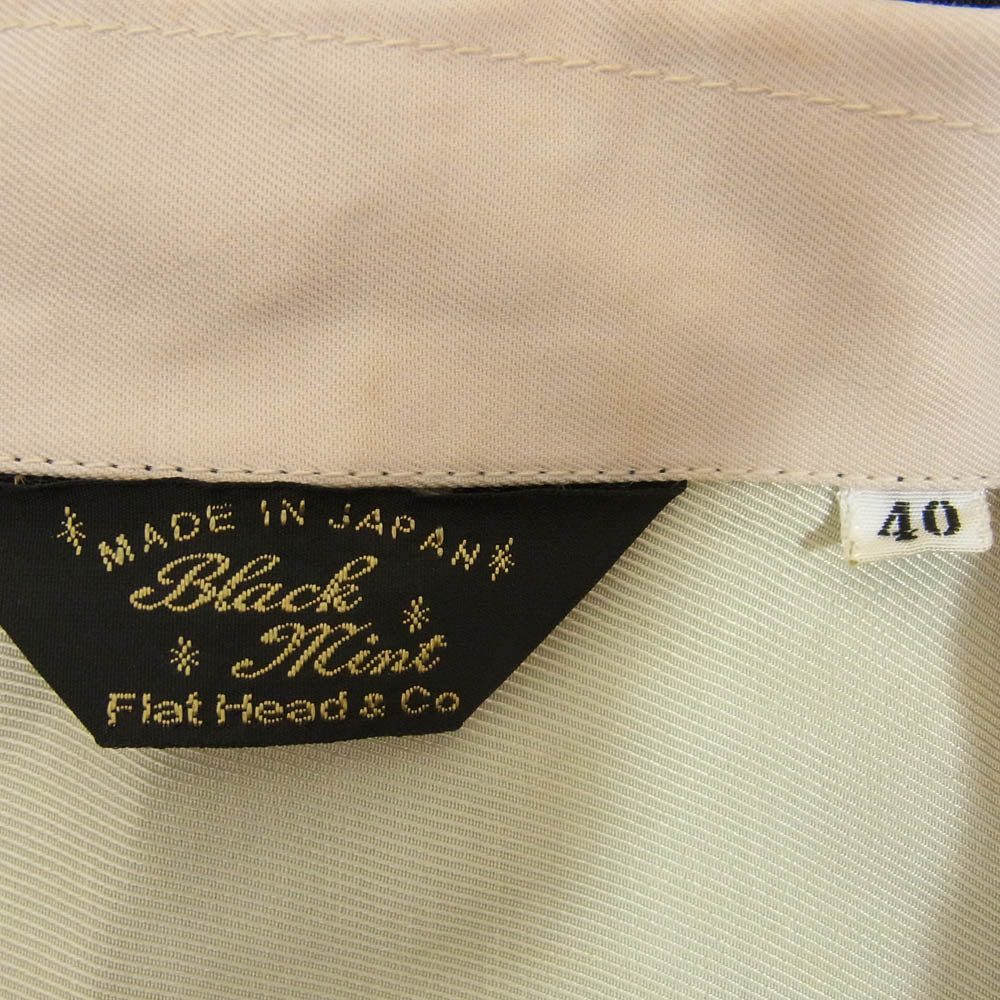 MADE IN JAPAN
Black
Mint
Flat Head & Co
40